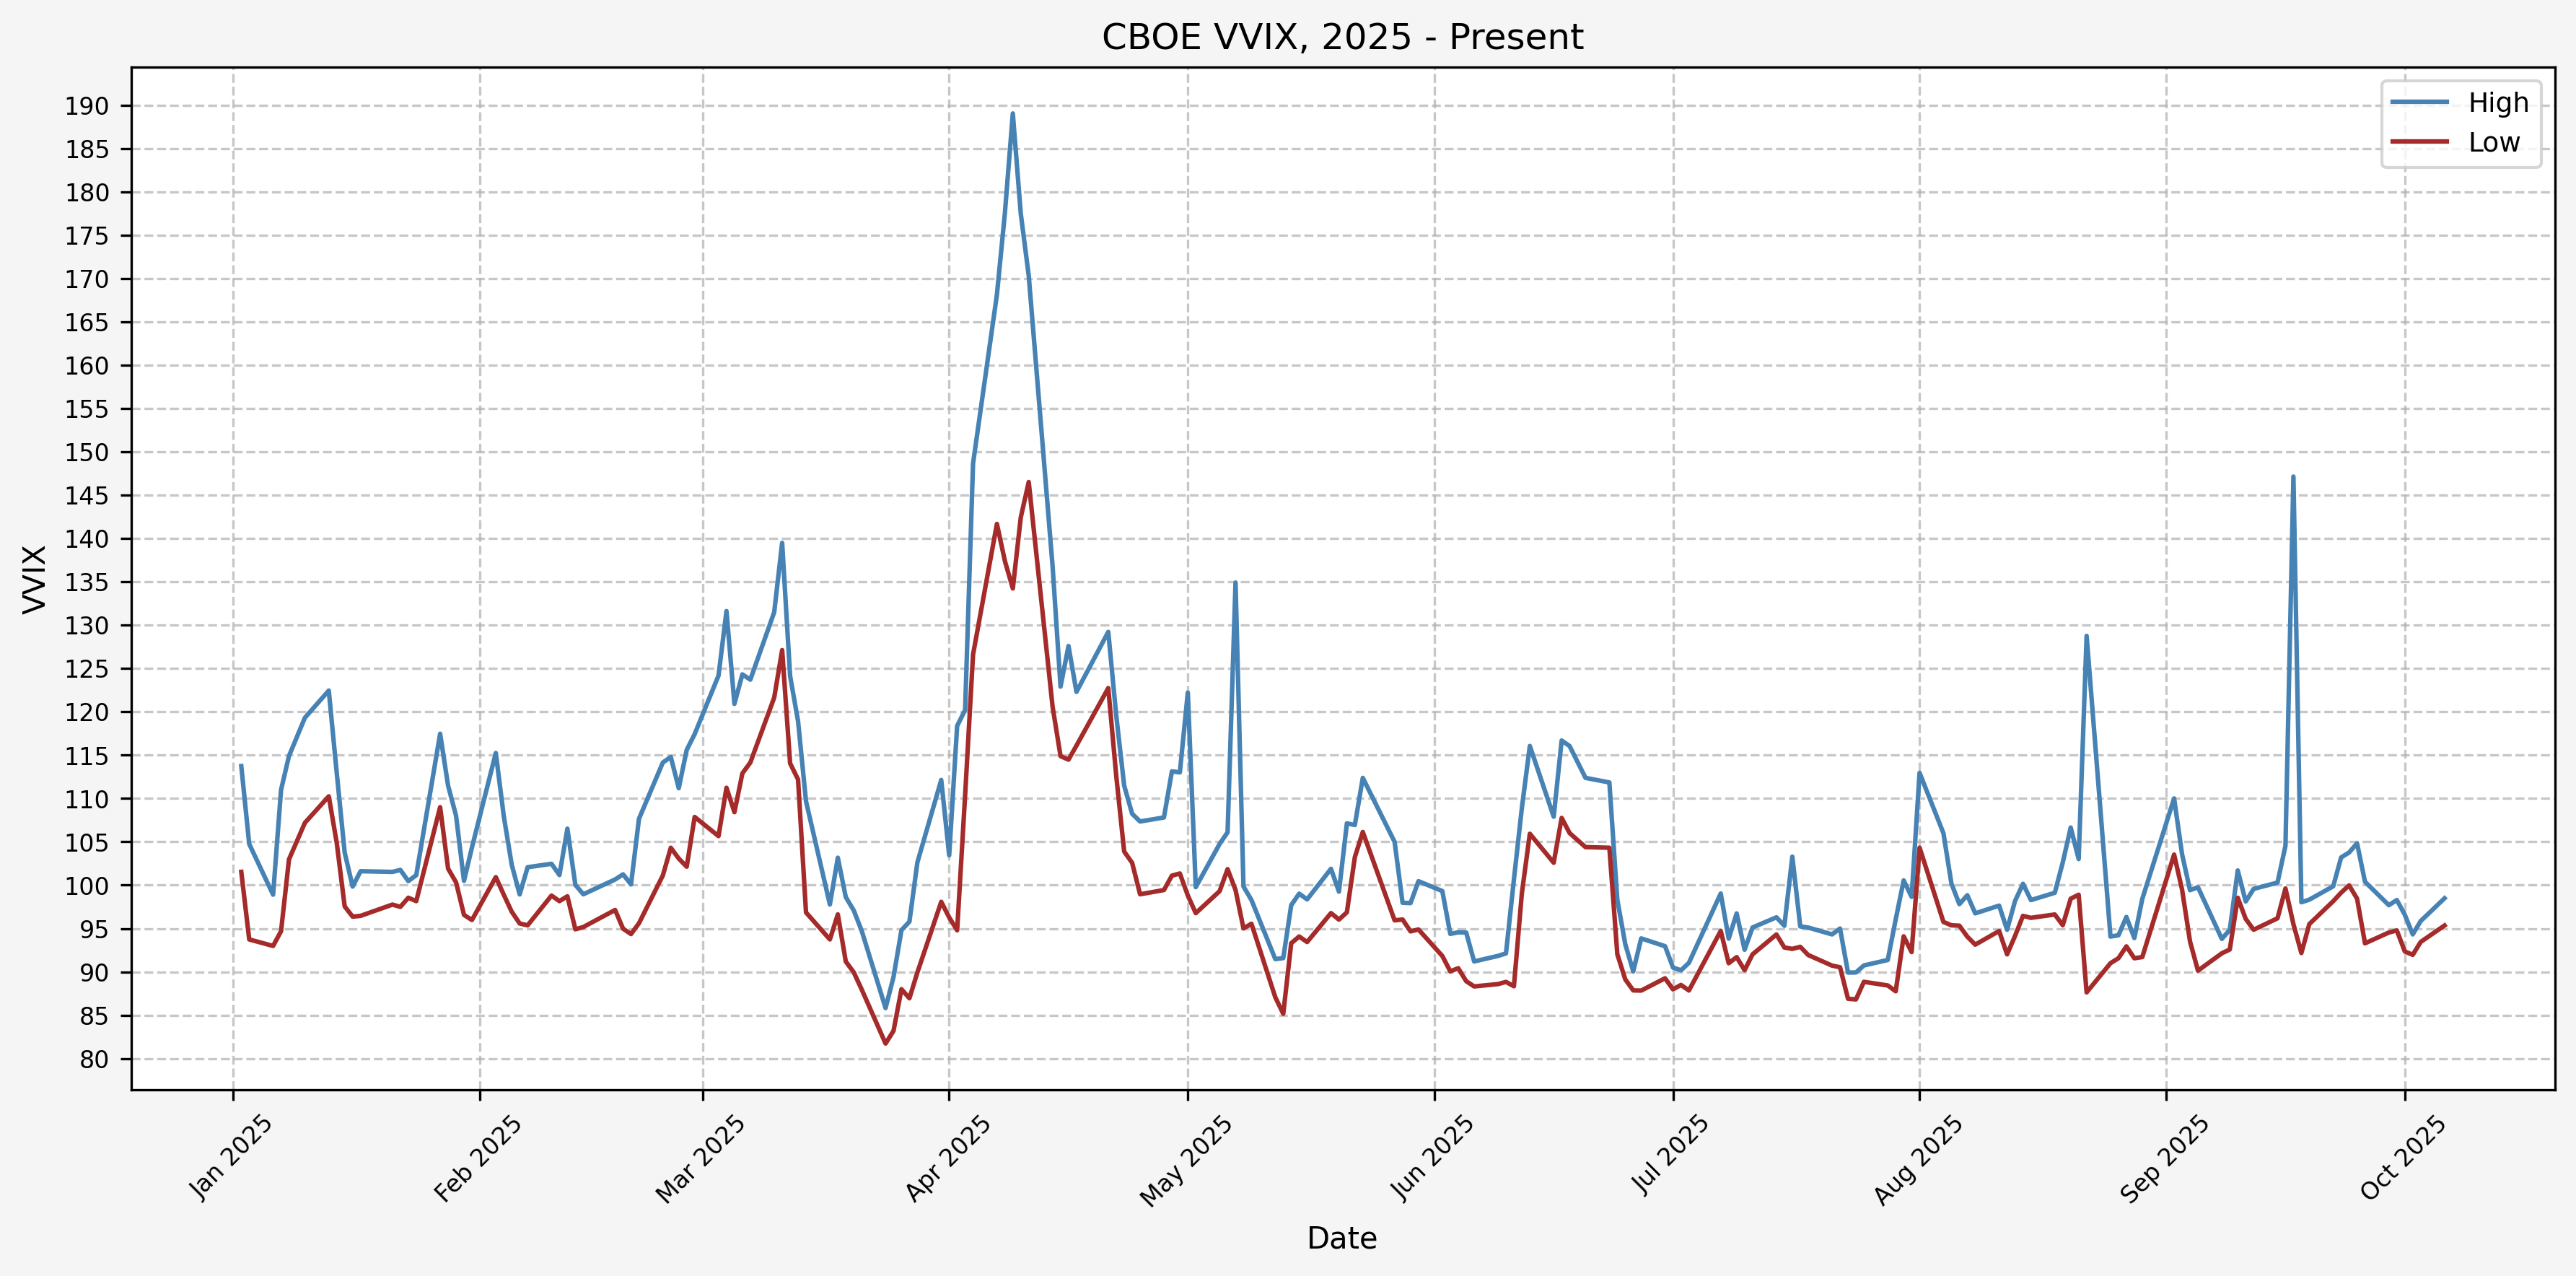 CBOE VVIX, 2025 - Present
High
Low
VVIX
190
185
180
175
170
165
160
155
150
145
140
135
130
125
120
115
110
105
100
95
90
85
80
Jan 2025
Feb 2025
Mar 2025
Apr 2025
May 2025
Jun 2025
Jul 2025
Aug 2025
Sep 2025
Oct 2025
Date